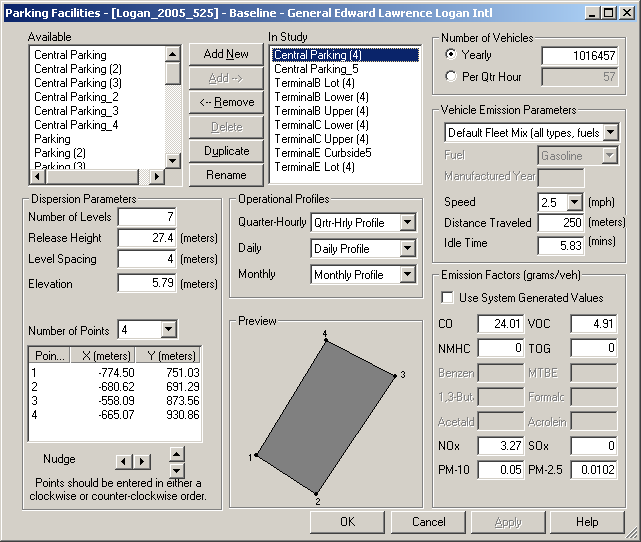 Parking Facilities - [Logan_2005_525] - Baseline - General Edward Lawrence Logan Intl
Available
Central Parking
Central Parking (2)
Central Parking (3)
Central Parking_2
Central Parking_3
Central Parking_4
Parking
Parking (2)
Parking (3)
Add New
Add -->
<-- Remove
Delete
Duplicate
Rename
In Study
Central Parking (4)
Central Parking_5
TerminalB Lot (4)
TerminalB Lower (4)
TerminalB Upper (4)
TerminalC Lower (4)
TerminalC Upper (4)
TerminalE Curbside5
TerminalE Lot (4)
Number of Vehicles
Yearly 1016457
Per Qtr Hour 57
Vehicle Emission Parameters
Default Fleet Mix (all types, fuels
Fuel Gasoline
Manufactured Year
Speed 2.5 (mph)
Distance Traveled 250 (meters)
Idle Time 5.83 (mins)
Dispersion Parameters
Number of Levels 7
Release Height 27.4 (meters)
Level Spacing 4 (meters)
Elevation 5.79 (meters)
Number of Points 4
Poin... X (meters) Y (meters)
1 -774.50 751.03
2 -680.62 691.29
3 -558.09 873.56
4 -665.07 930.86
Nudge
Points should be entered in either a
clockwise or counter-clockwise order.
Operational Profiles
Quarter-Hourly Qrtr-Hrly Profile
Daily Daily Profile
Monthly Monthly Profile
Preview
4
3
1
2
Emission Factors (grams/veh)
Use System Generated Values
CO 24.01 VOC 4.91
NMHC 0 TOG 0
Benzen MTBE
1,3-But. Formalc
Acetald Acrolein
NOx 3.27 SOx 0
PM-10 0.05 PM-2.5 0.0102
OK Cancel Apply Help